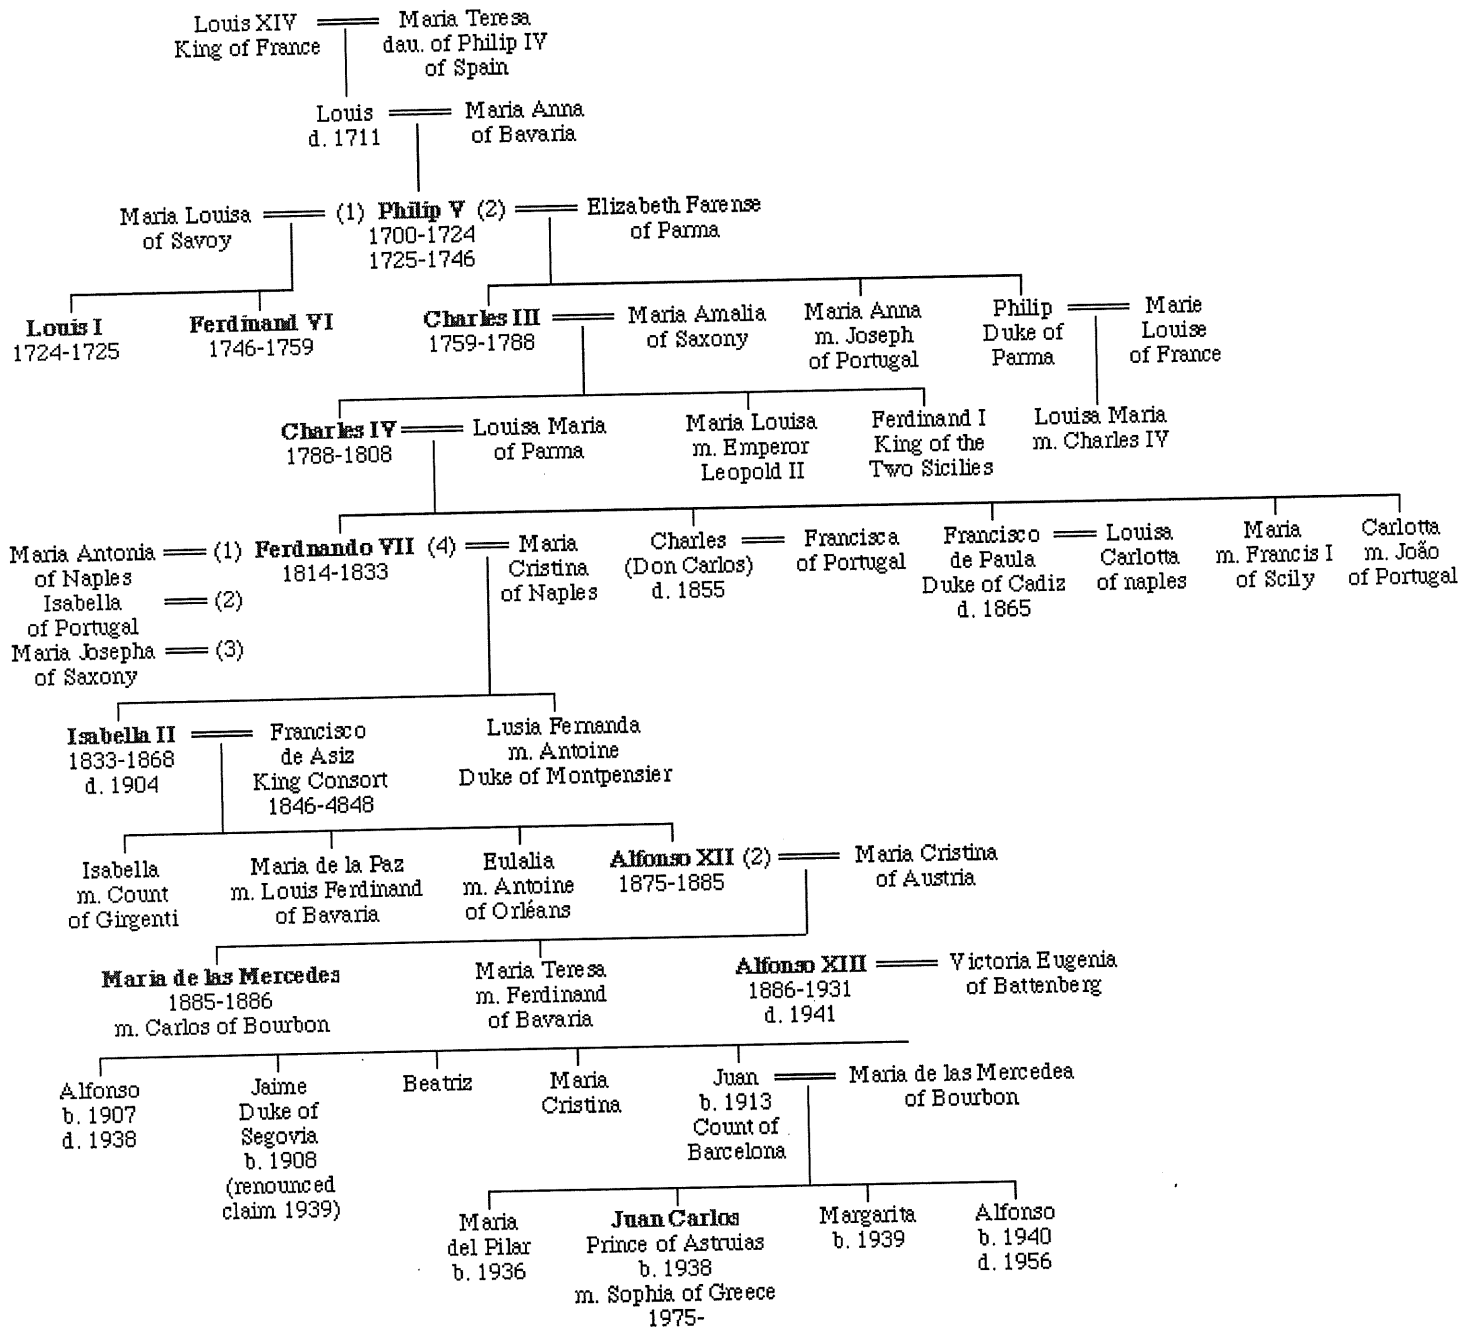 Louis XIV
King of France
Maria Teresa
dau. of Philip IV
of Spain
Louis
d. 1711
Maria Anna
of Bavaria
Maria Louisa
of Savoy
(1) Philip V (2)
1700-1724
1725-1746
Elizabeth Farense
of Parma
Louis I
1724-1725
Ferdinand VI
1746-1759
Charles III
1759-1788
Maria Amalia
of Saxony
Maria Anna
m. Joseph
of Portugal
Philip
Duke of
Parma
Marie
Louise
of France
Charles IV
1788-1808
Louisa Maria
of Parma
Maria Louisa
m. Emperor
Leopold II
Ferdinand I
King of the
Two Sicilies
Louisa Maria
m. Charles IV
Maria Antonia
of Naples
(1)
Isabella
of Portugal
(2)
Maria Josepha
of Saxony
(3)
Ferdnando VII (4)
1814-1833
Maria
Cristina
of Naples
Charles
(Don Carlos)
d. 1855
Francisca
of Portugal
Francisco
de Paula
Duke of Cadiz
d. 1865
Louisa
Carlotta
of naples
Maria
m. Francis I
of Scily
Carlotta
m. João
of Portugal
Isabella II
1833-1868
d. 1904
Francisco
de Asiz
King Consort
1846-4848
Lusia Fernanda
m. Antoine
Duke of Montpensier
Isabella
m. Count
of Girgenti
Maria de la Paz
m. Louis Ferdinand
of Bavaria
Eulalia
m. Antoine
of Orléans
Alfonso XII (2)
1875-1885
Maria Cristina
of Austria
Maria de las Mercedes
1885-1886
m. Carlos of Bourbon
Maria Teresa
m. Ferdinand
of Bavaria
Alfonso XIII
1886-1931
d. 1941
Victoria Eugenia
of Battenberg
Alfonso
b. 1907
d. 1938
Jaime
Duke of
Segovia
b. 1908
(renounced
claim 1939)
Beatriz
Maria
Cristina
Juan
b. 1913
Count of
Barcelona
Maria de las Mercedea
of Bourbon
Maria
del Pilar
b. 1936
Juan Carlos
Prince of Astruias
b. 1938
m. Sophia of Greece
1975-
Margarita
b. 1939
Alfonso
b. 1940
d. 1956